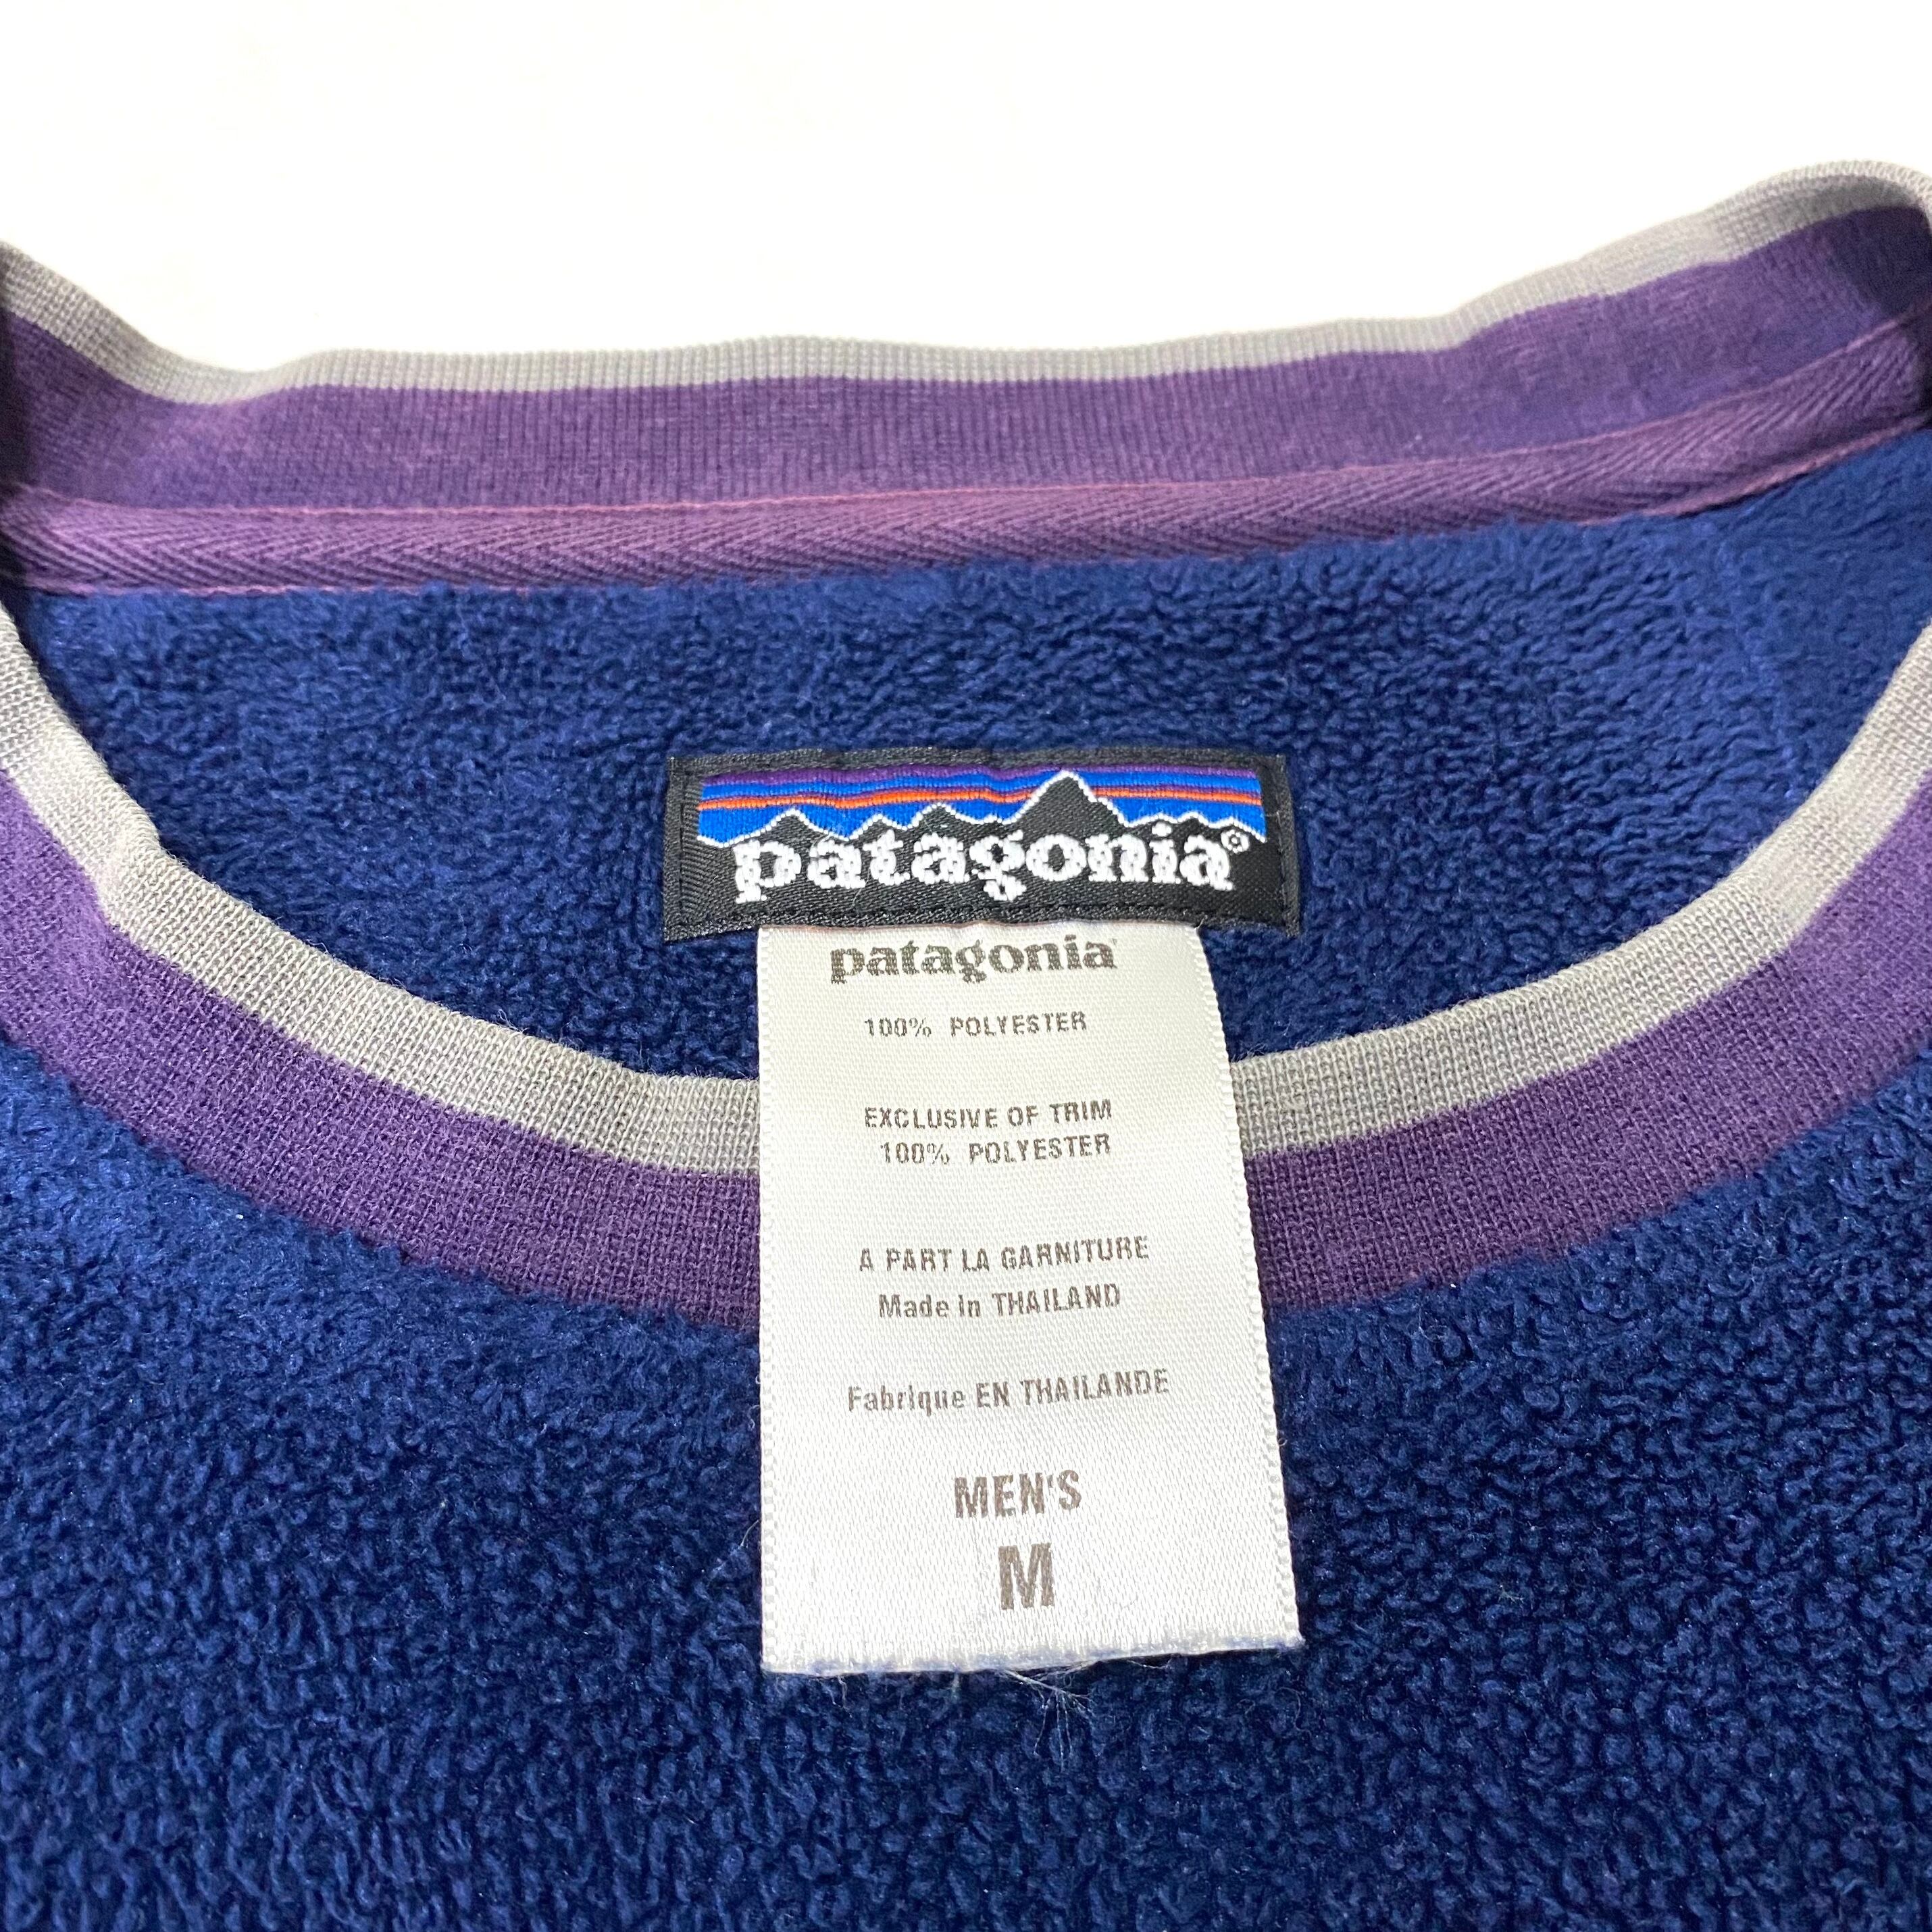 patagonia®
patagonia
100% POLYESTER
EXCLUSIVE OF TRIM
100% POLYESTER
A PART LA GARNITURE
Made in THAILAND
Fabrique EN THAILANDE
MEN'S
M